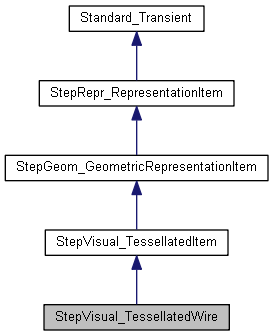 Standard_Transient
StepRepr_RepresentationItem
StepGeom_GeometricRepresentationItem
StepVisual_TessellatedItem
StepVisual_TessellatedWire